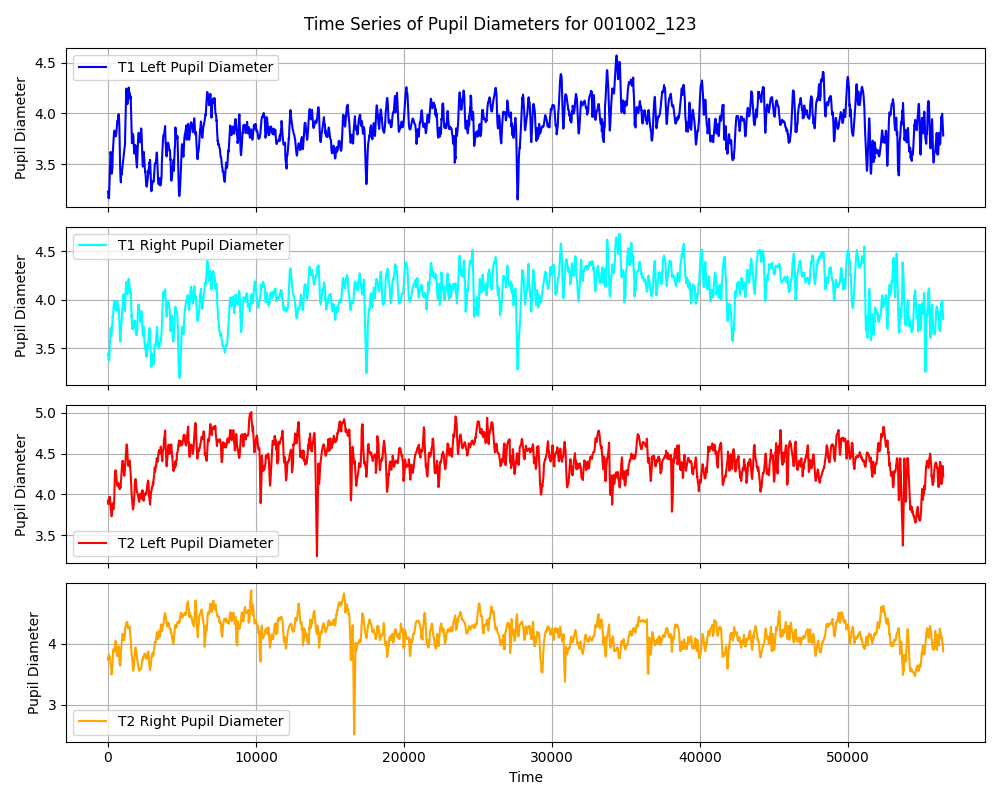 Time Series of Pupil Diameters for 001002_123
Pupil Diameter
4.5
4.0
3.5
T1 Left Pupil Diameter
Pupil Diameter
4.5
4.0
3.5
T1 Right Pupil Diameter
Pupil Diameter
5.0
4.5
4.0
3.5
T2 Left Pupil Diameter
Pupil Diameter
4
3
T2 Right Pupil Diameter
0 10000 20000 30000 40000 50000
Time